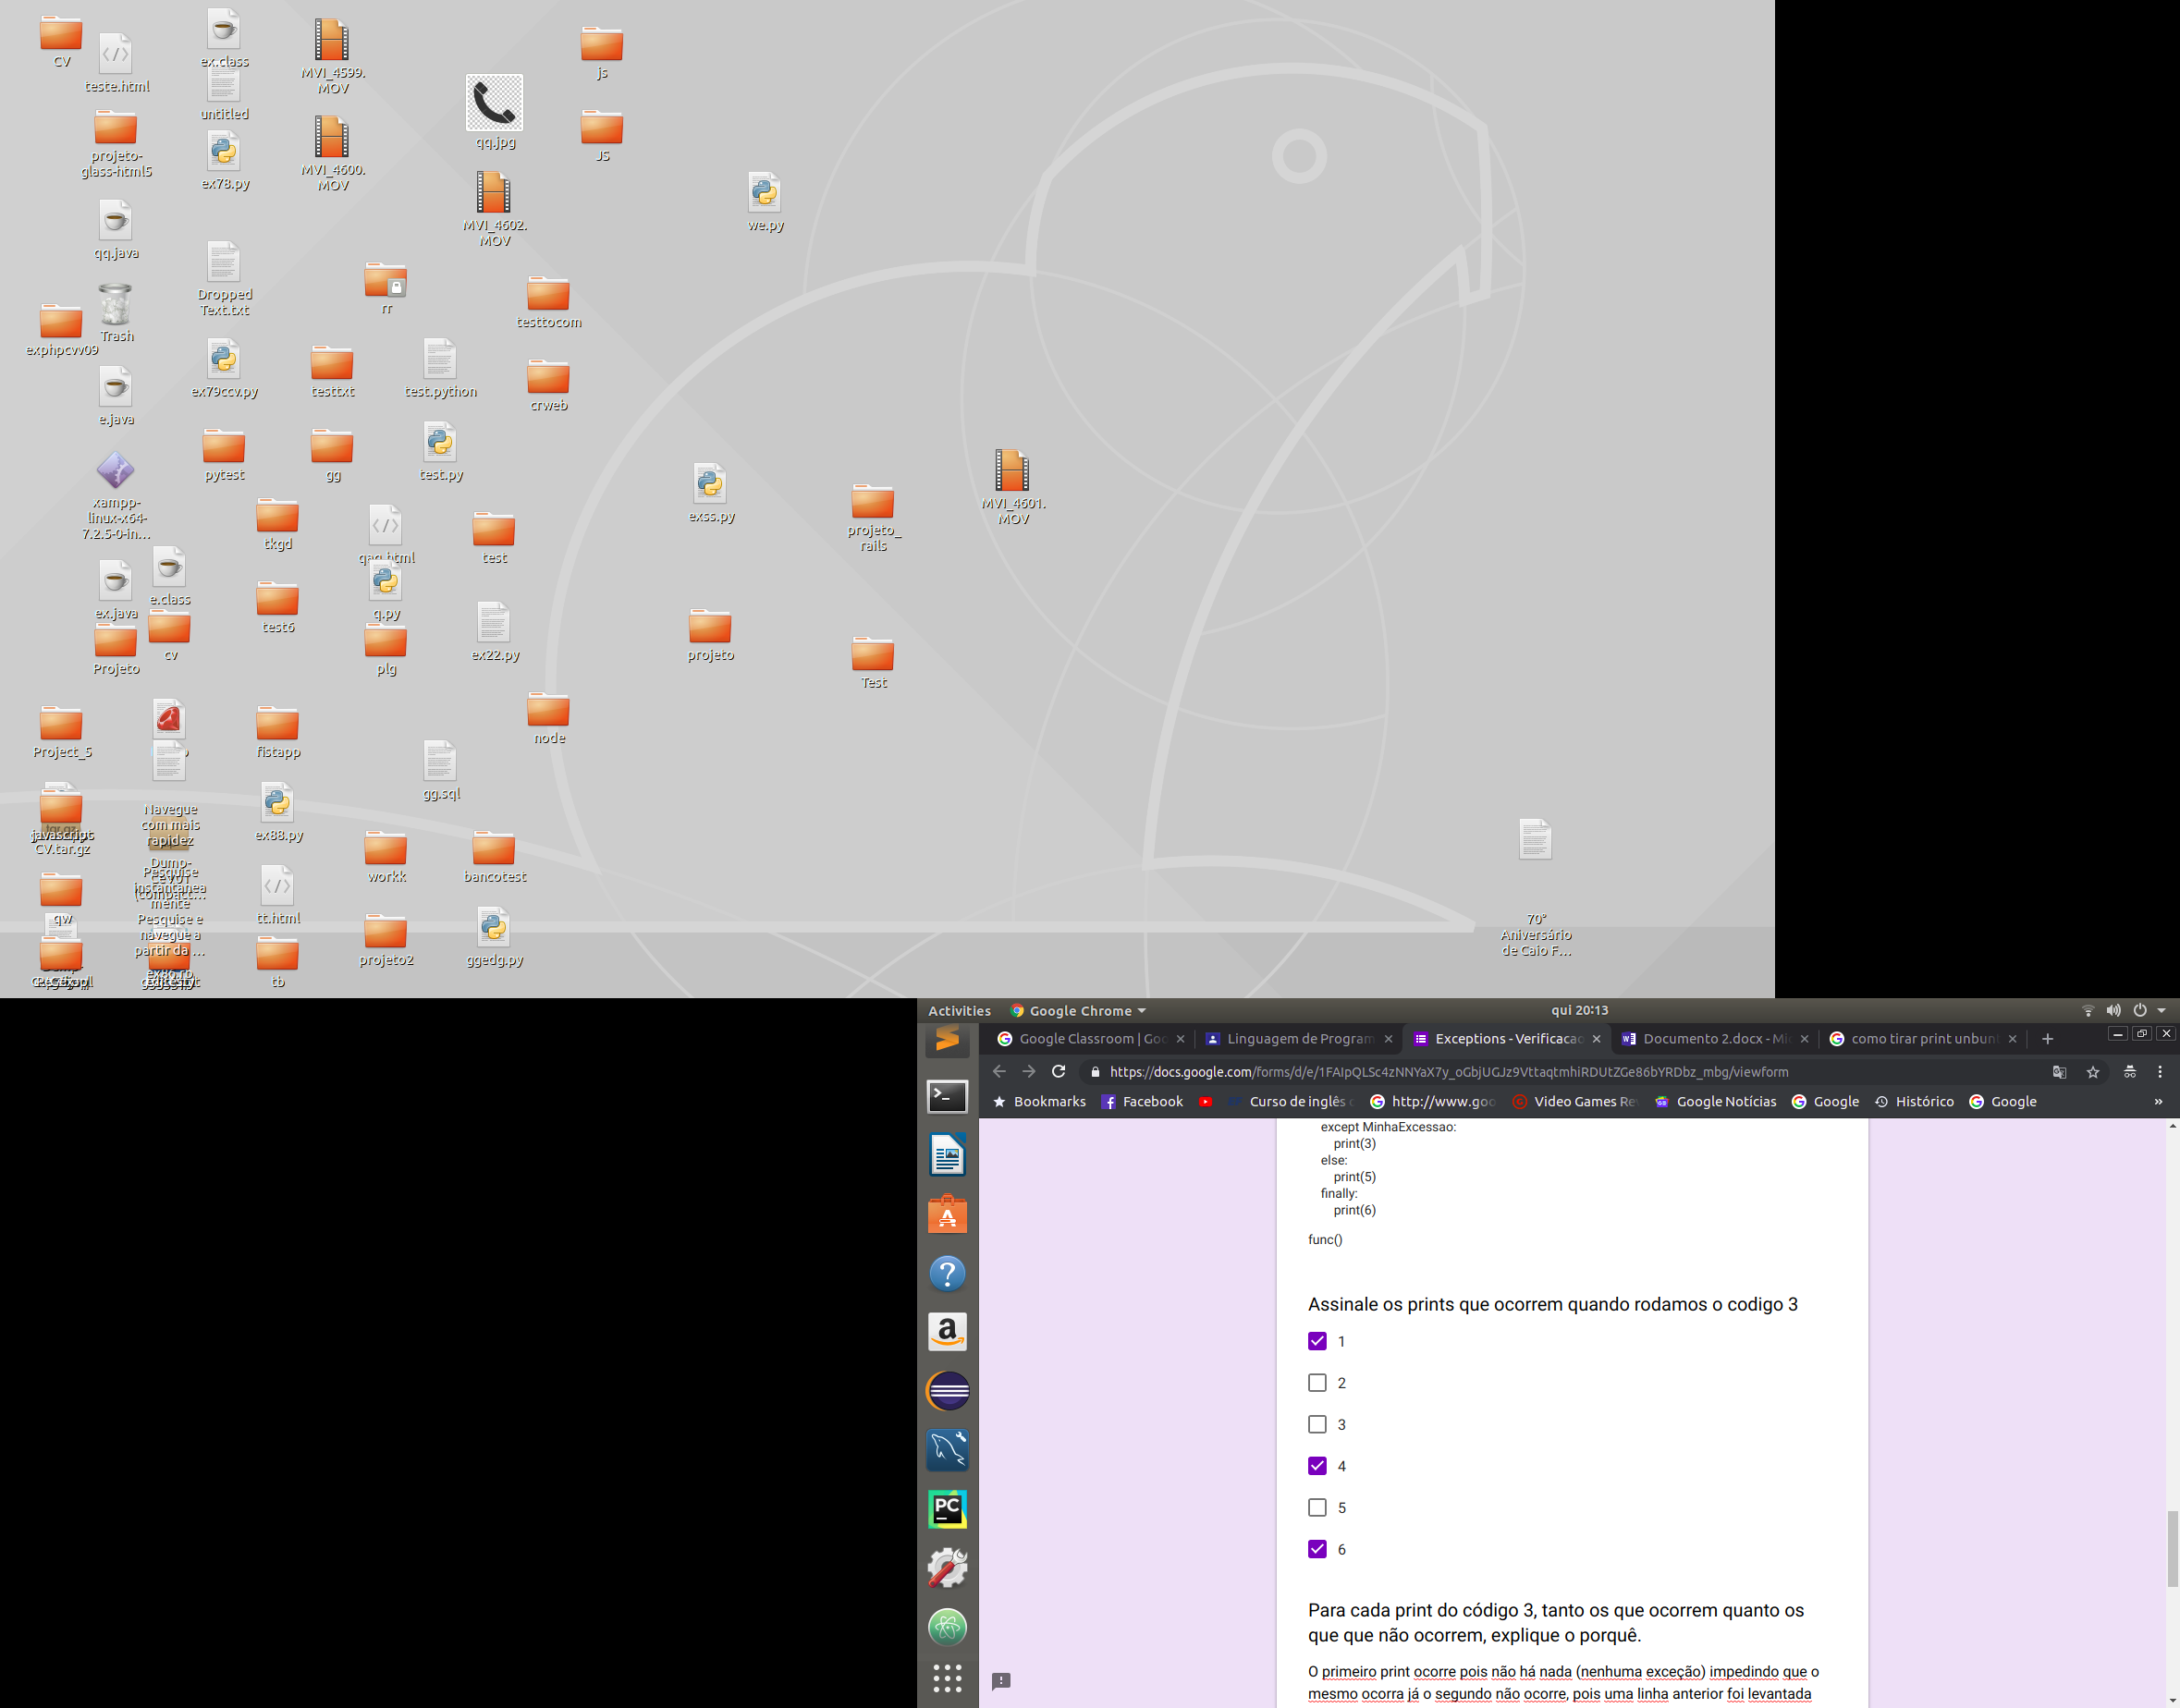 CV
teste.html
ex.class
untitled
MVI_4599.
MOV
js
projeto-
glass-html5
ex78.py
MVI_4600.
MOV
qq.jpg
JS
qq.java
MVI_4602.
MOV
we.py
Dropped
Text.txt
rr
testtocom
exphpcvv09
Trash
e.java
ex79ccv.py
testtxt
test.python
crweb
xampp-
linux-x64-
7.2.5-0-in...
pytest
gg
test.py
exss.py
projeto_
rails
MVI_4601.
MOV
tkgd
test
ex.java
e.class
test6
q.py
ex22.py
Projeto
cv
plg
projeto
Test
Project_5
fistapp
node
gg.sql
javascript
CV.tar.gz
Navegue
com mais
rapidez
ex88.py
workk
bancotest
qw
Pesquise e
navegue a
partir da ...
tt.html
70°
Aniversário
de Caio F...
tb
projeto2
ggedg.py
Activities
Google Chrome
qui 20:13
Google Classroom | Goo
Linguagem de Program
Exceptions - Verificacao
Documento 2.docx - Mi
como tirar print unbun
https://docs.google.com/forms/d/e/1FAIpQLSc4zNNYaX7y_oGbjUGJz9VttaqtmhiRDUtZGe86bYRDbz_mbg/viewform
Bookmarks
Facebook
Curso de inglês
http://www.goo
Video Games Re
Google Notícias
Google
Histórico
Google
»
except MinhaExcessao:
print(3)
else:
print(5)
finally:
print(6)
func()
Assinale os prints que ocorrem quando rodamos o codigo 3
1
2
3
4
5
6
Para cada print do código 3, tanto os que ocorrem quanto os
que que não ocorrem, explique o porquê.
O primeiro print ocorre pois não há nada (nenhuma exceção) impedindo que o
mesmo ocorra já o segundo não ocorre, pois uma linha anterior foi levantada